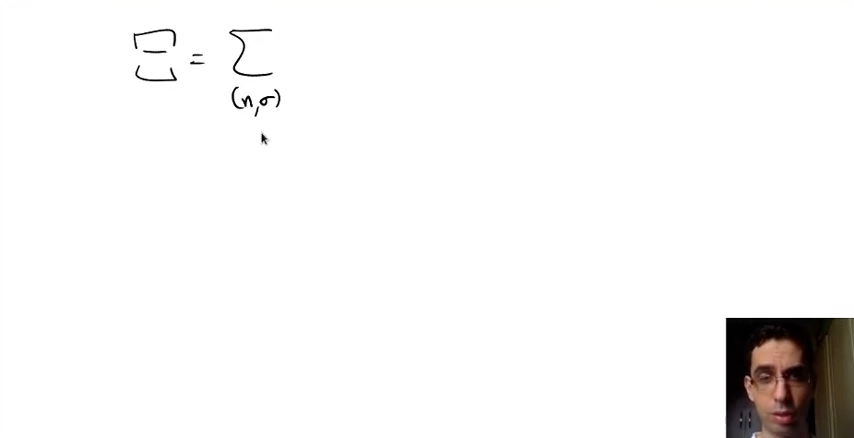 Ξ = Σ
(n,σ)